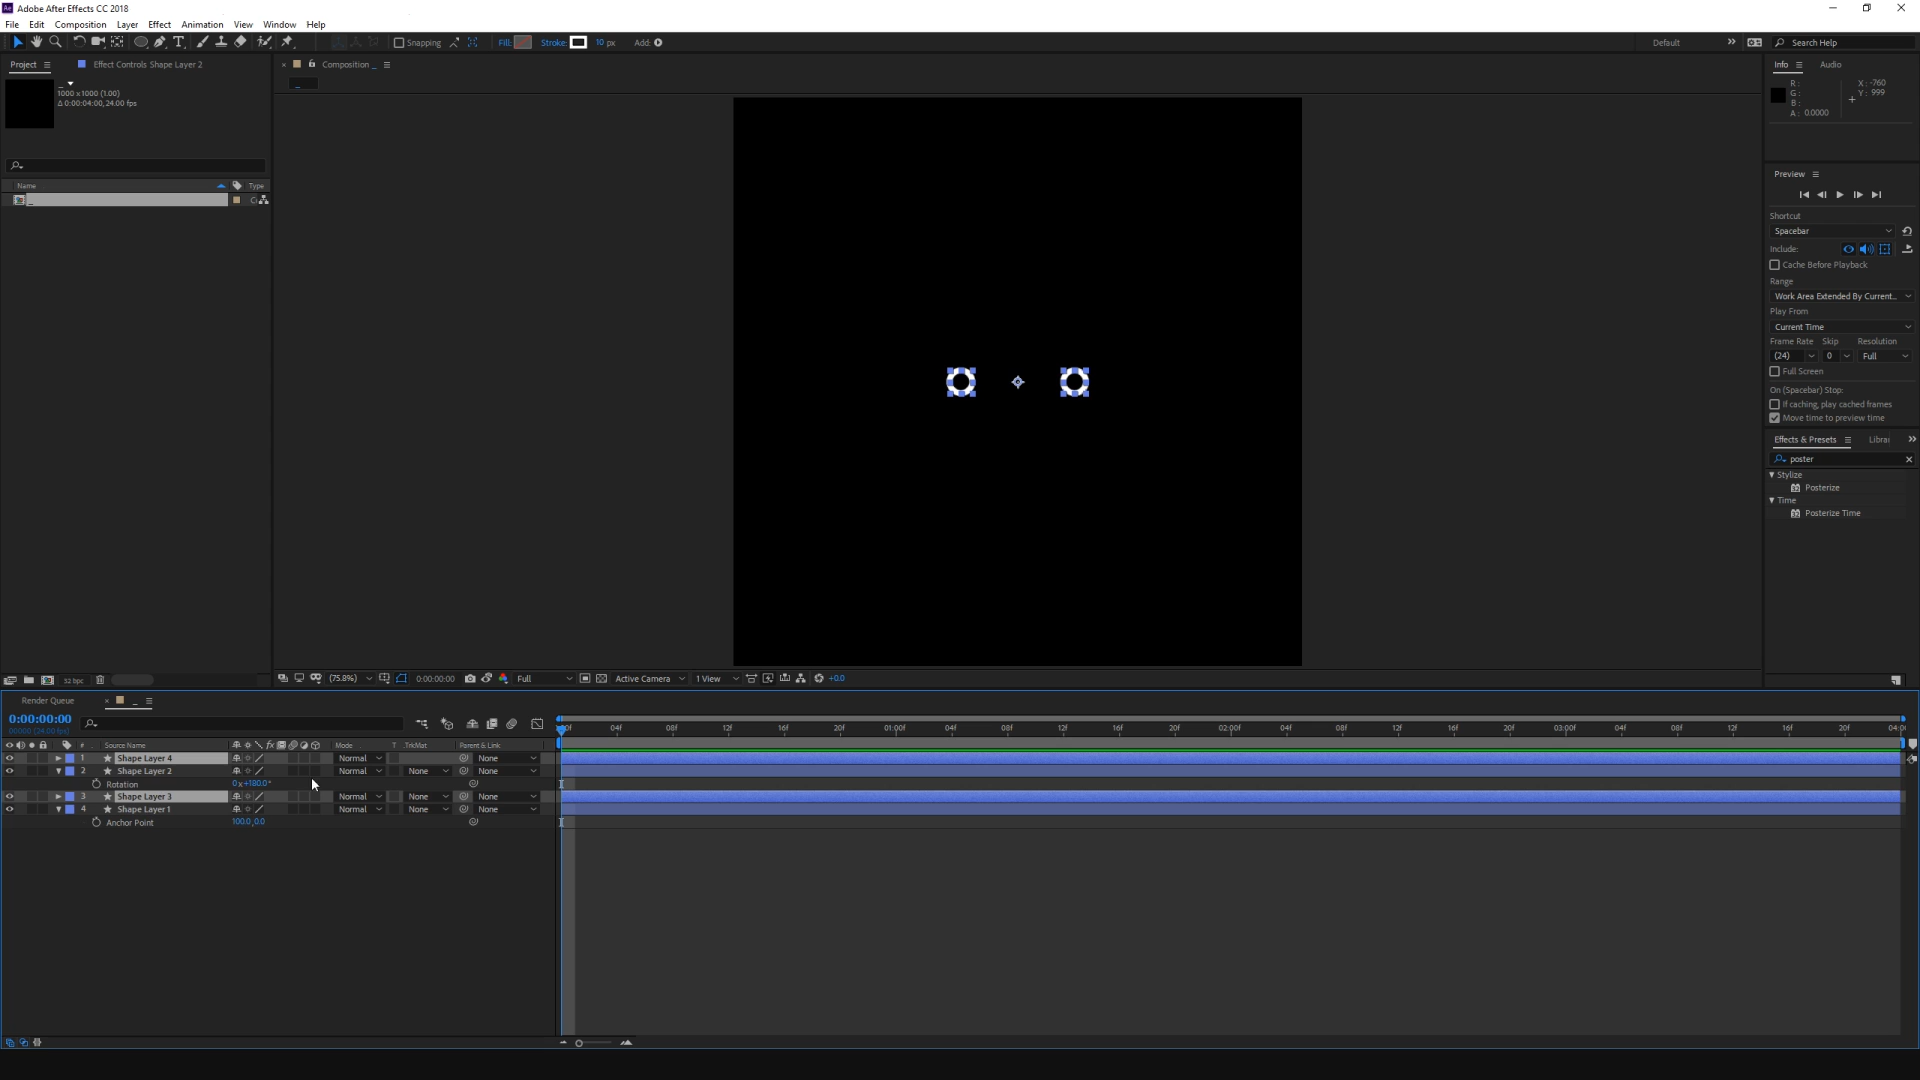 Adobe After Effects CC 2018
File Edit Composition Layer Effect Animation View Window Help
Snapping Fill: Stroke: 10 px Add: Default Search Help
Project Effect Controls Shape Layer 2 Composition _ Info Audio
_
1000 x1000 (1.00)
Δ 0:00:04:00, 24.00 fps
_
R :
G :
B :
A : 0.0000
X : -760
Y : 999
Name Type
_
Preview
Shortcut
Spacebar
Include:
Cache Before Playback
Range
Work Area Extended By Current...
Play From
Current Time
Frame Rate Skip Resolution
(24) 0 Full
Full Screen
On (Spacebar) Stop:
If caching, play cached frames
Move time to preview time
Effects & Presets Librai
poster
Stylize
Posterize
Time
Posterize Time
32 bpc (75.8%) 0:00:00:00 Full Active Camera 1 View +0.0
Render Queue _
0:00:00:00
00000 (24.00 fps)
04f 08f 12f 16f 20f 01:00f 04f 08f 12f 16f 20f 02:00f 04f 08f 12f 16f 20f 03:00f 04f 08f 12f 16f 20f 04:0
# Source Name Mode T .TrkMat Parent & Link
1 Shape Layer 4 Normal None
2 Shape Layer 2 Normal None None
Rotation 0x+180.0°
3 Shape Layer 3 Normal None None
4 Shape Layer 1 Normal None None
Anchor Point 100.0,0.0